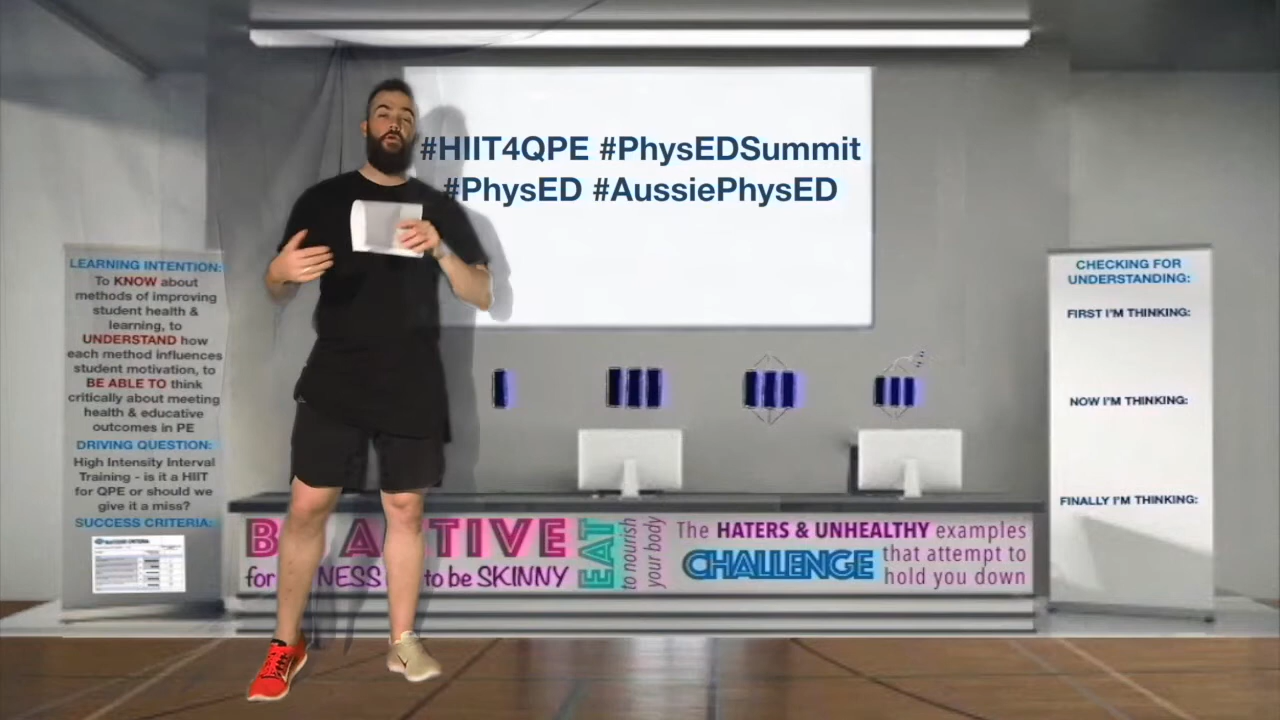 #HIIT4QPE #PhysEDSummit
#PhysED #AussiePhysED
LEARNING INTENTION:
To KNOW about
methods of improving
student health &
learning, to
UNDERSTAND how
each method influences
student motivation, to
BE ABLE TO think
critically about meeting
health & educative
outcomes in PE
DRIVING QUESTION:
High Intensity Interval
Training - is it a HIIT
for QPE or should we
give it a miss?
SUCCESS CRITERIA:
CHECKING FOR
UNDERSTANDING:
FIRST I'M THINKING:
NOW I'M THINKING:
FINALLY I'M THINKING:
B A TIVE
for NESS to be SKINNY
EAT
to nourish
your body
The HATERS & UNHEALTHY examples
CHALLENGE
that attempt to
hold you down